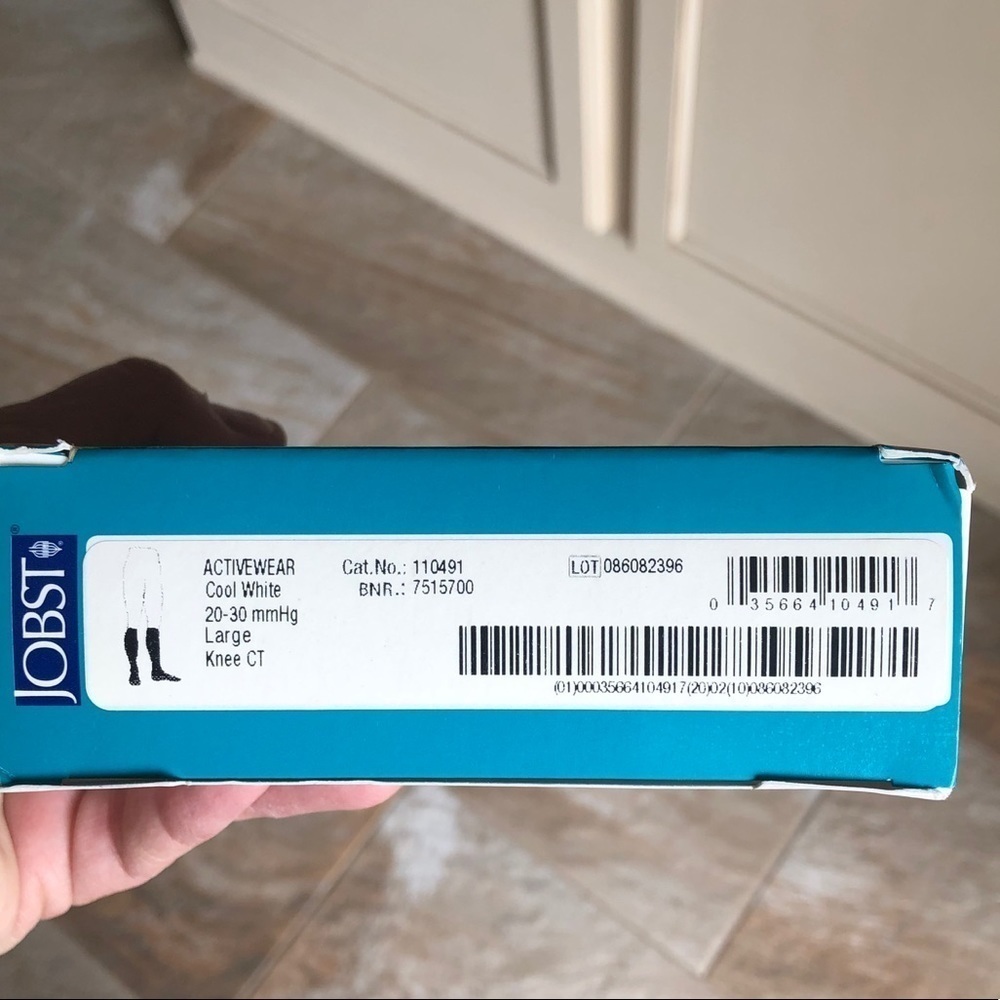 JOBST
ACTIVEWEAR
Cool White
20-30 mmHg
Large
Knee CT
Cat.No.: 110491
BNR.: 7515700
LOT 086082396
0 35664 10491 7
(01)00035664104917(20)02(10)086082396